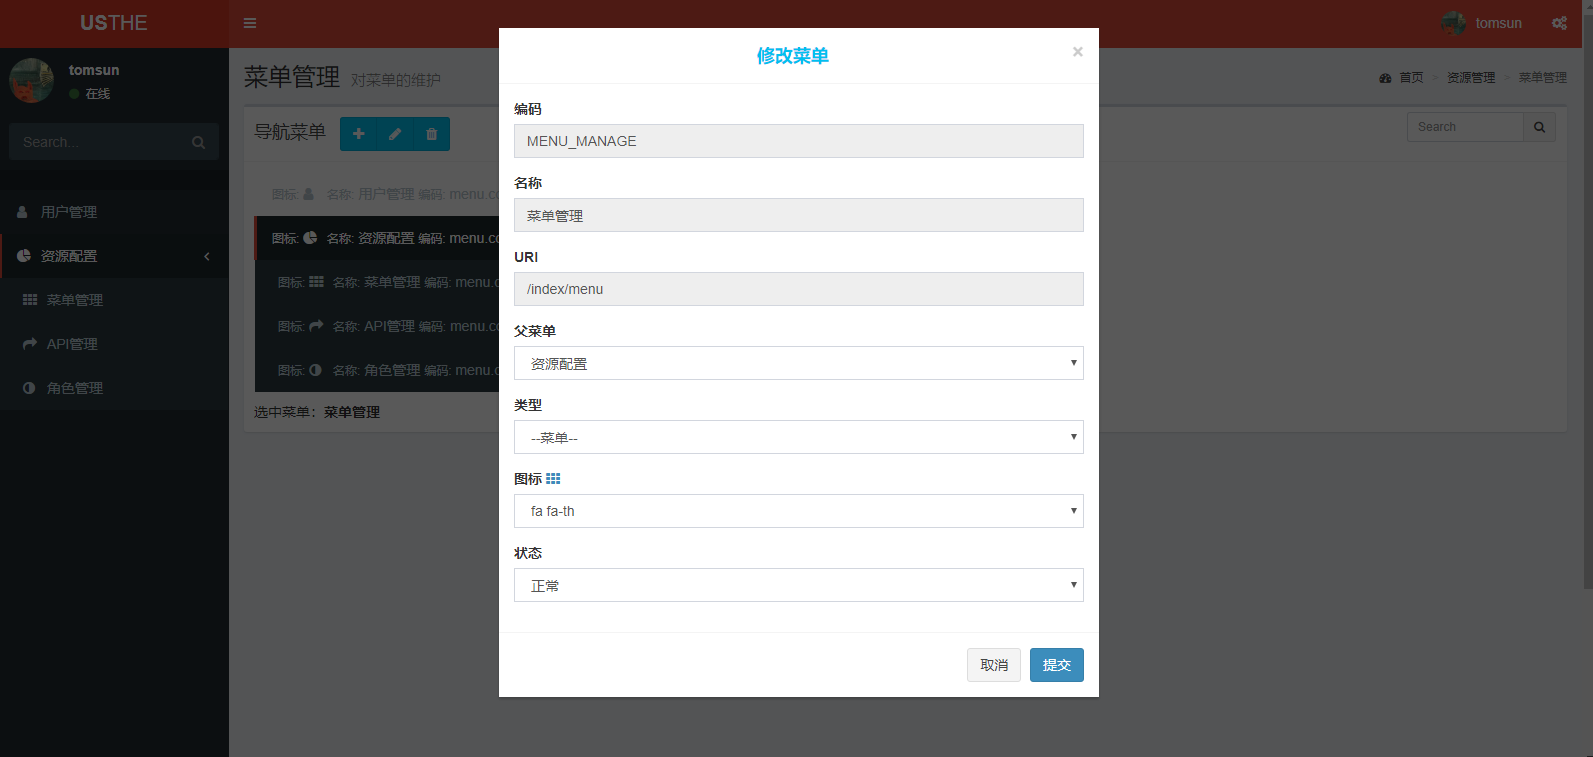 USTHE
tomsun
tomsun
在线
Search...
用户管理
资源配置
菜单管理
API管理
角色管理
菜单管理 对菜单的维护
首页 > 资源管理 > 菜单管理
导航菜单
Search
图标: 名称: 用户管理 编码: menu.co
图标: 名称: 资源配置 编码: menu.co
图标: 名称: 菜单管理 编码: menu.c
图标: 名称: API管理 编码: menu.co
图标: 名称: 角色管理 编码: menu.c
选中菜单: 菜单管理
修改菜单
×
编码
MENU_MANAGE
名称
菜单管理
URI
/index/menu
父菜单
资源配置
类型
--菜单--
图标
fa fa-th
状态
正常
取消
提交